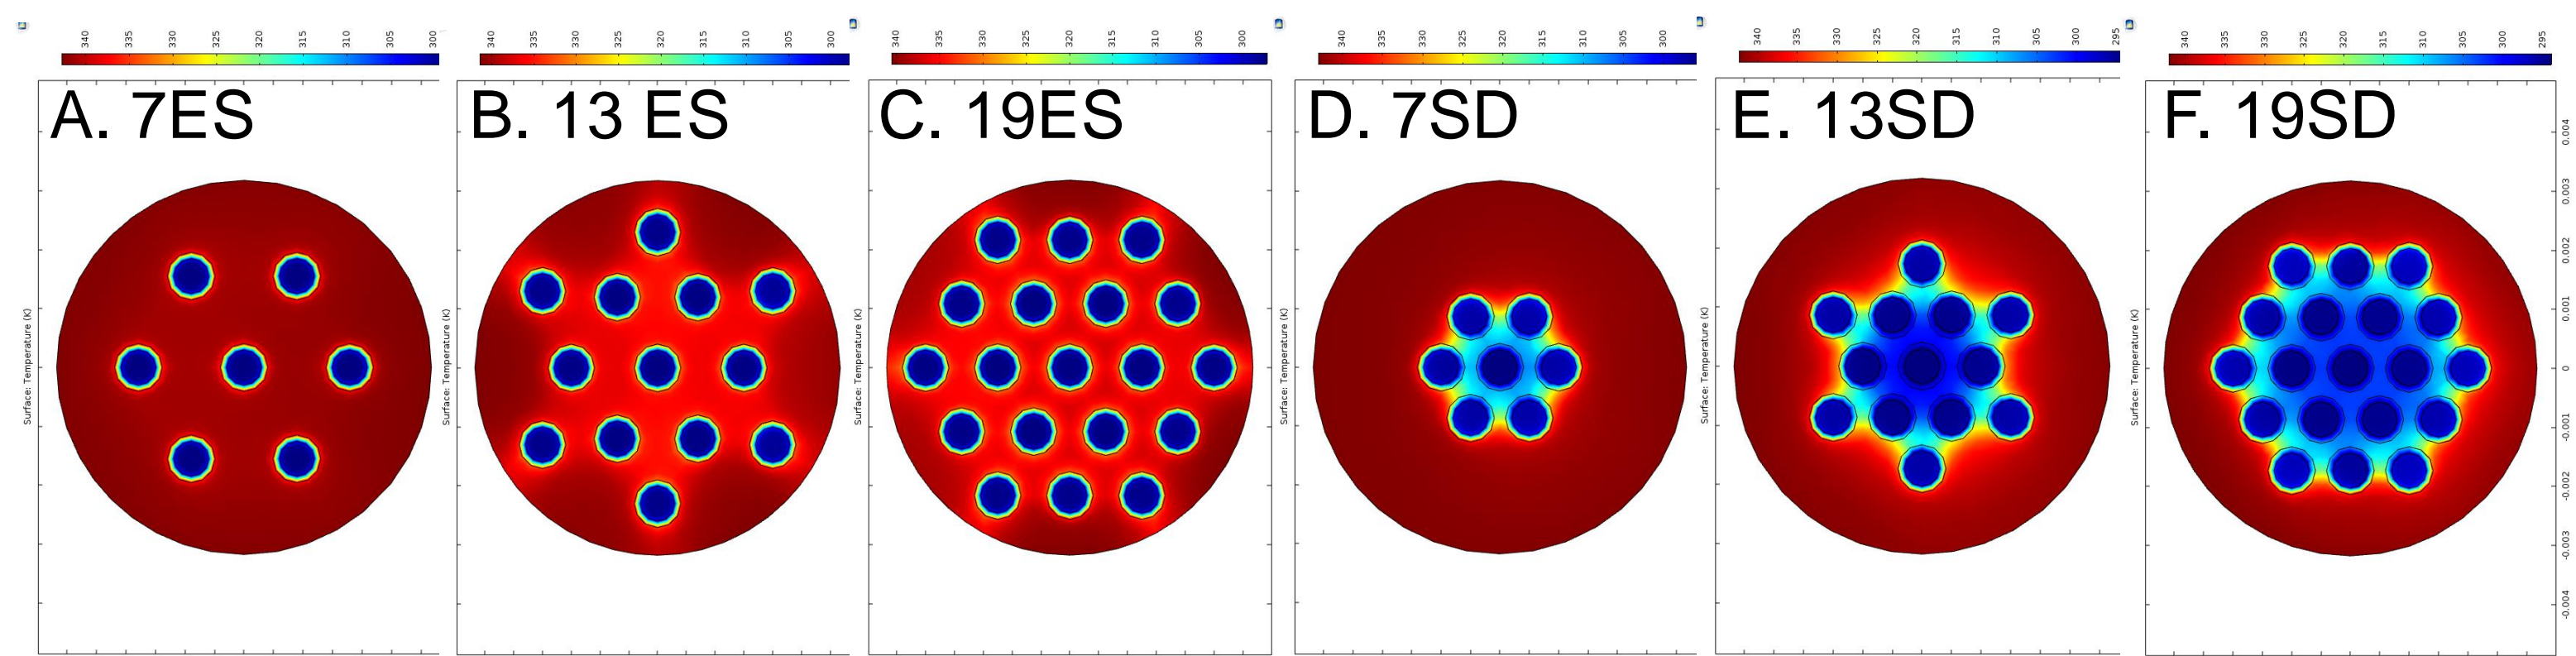 340 335 330 325 320 315 310 305 300
340 335 330 325 320 315 310 305 300
340 335 330 325 320 315 310 305 300
340 335 330 325 320 315 310 305 300
340 335 330 325 320 315 310 305 300 295
340 335 330 325 320 315 310 305 300 295
A. 7ES
B. 13 ES
C. 19ES
D. 7SD
E. 13SD
F. 19SD
Surface: Temperature (K)
Surface: Temperature (K)
Surface: Temperature (K)
Surface: Temperature (K)
Surface: Temperature (K)
Surface: Temperature (K)
0.004
0.003
0.002
0.001
0
-0.001
-0.002
-0.003
-0.004